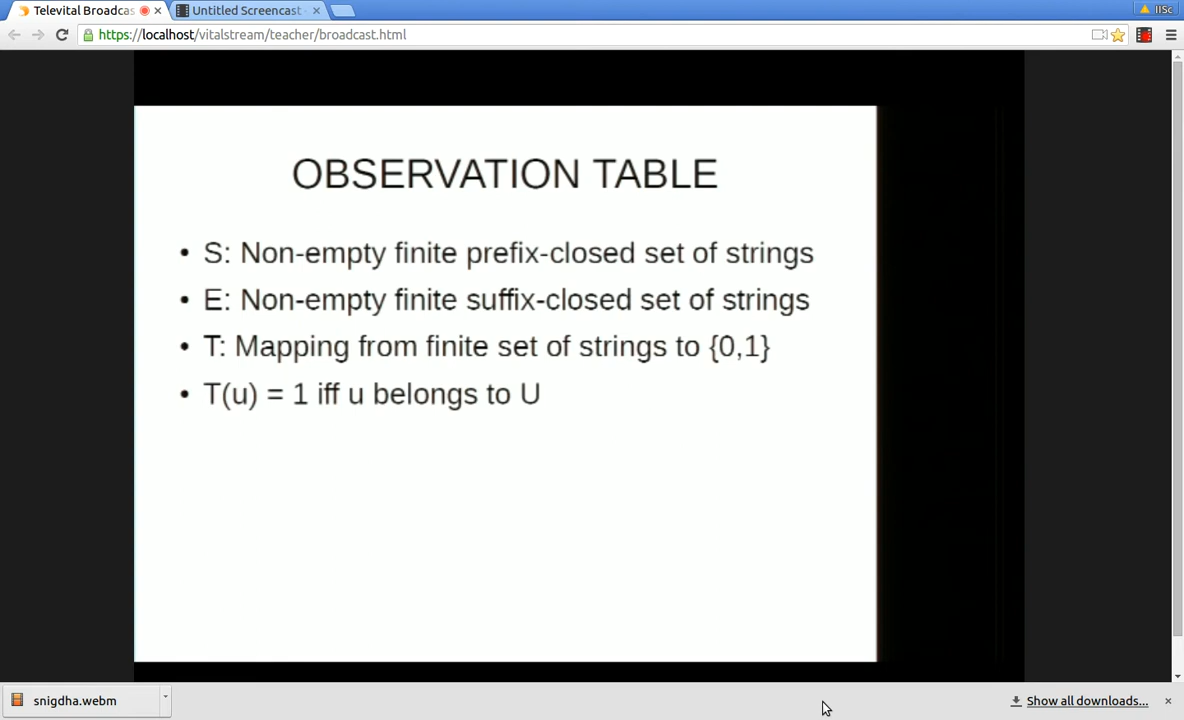 Televital Broadcas
Untitled Screencast
IISc
https://localhost/vitalstream/teacher/broadcast.html
OBSERVATION TABLE
• S: Non-empty finite prefix-closed set of strings
• E: Non-empty finite suffix-closed set of strings
• T: Mapping from finite set of strings to {0,1}
• T(u) = 1 iff u belongs to U
snigdha.webm
Show all downloads...